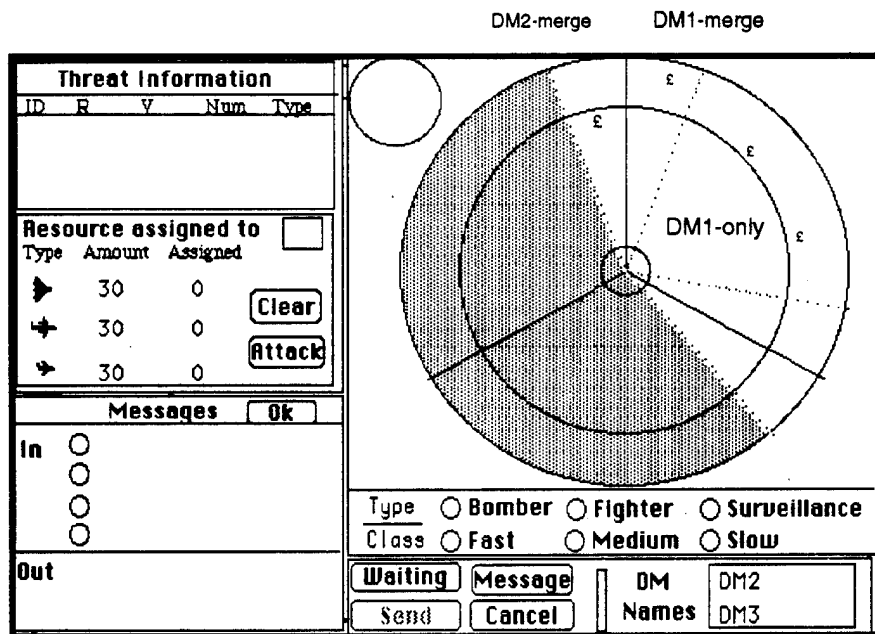 DM2-merge DM1-merge
Threat Information
ID R V Num Type
Resource assigned to
Type Amount Assigned
30 0
Clear
30 0
Attack
30 0
Messages Ok
In
Out
£
£
£
£
DM1-only
Type Bomber Fighter Surveillance
Class Fast Medium Slow
Waiting Message DM DM2
Send Cancel Names DM3